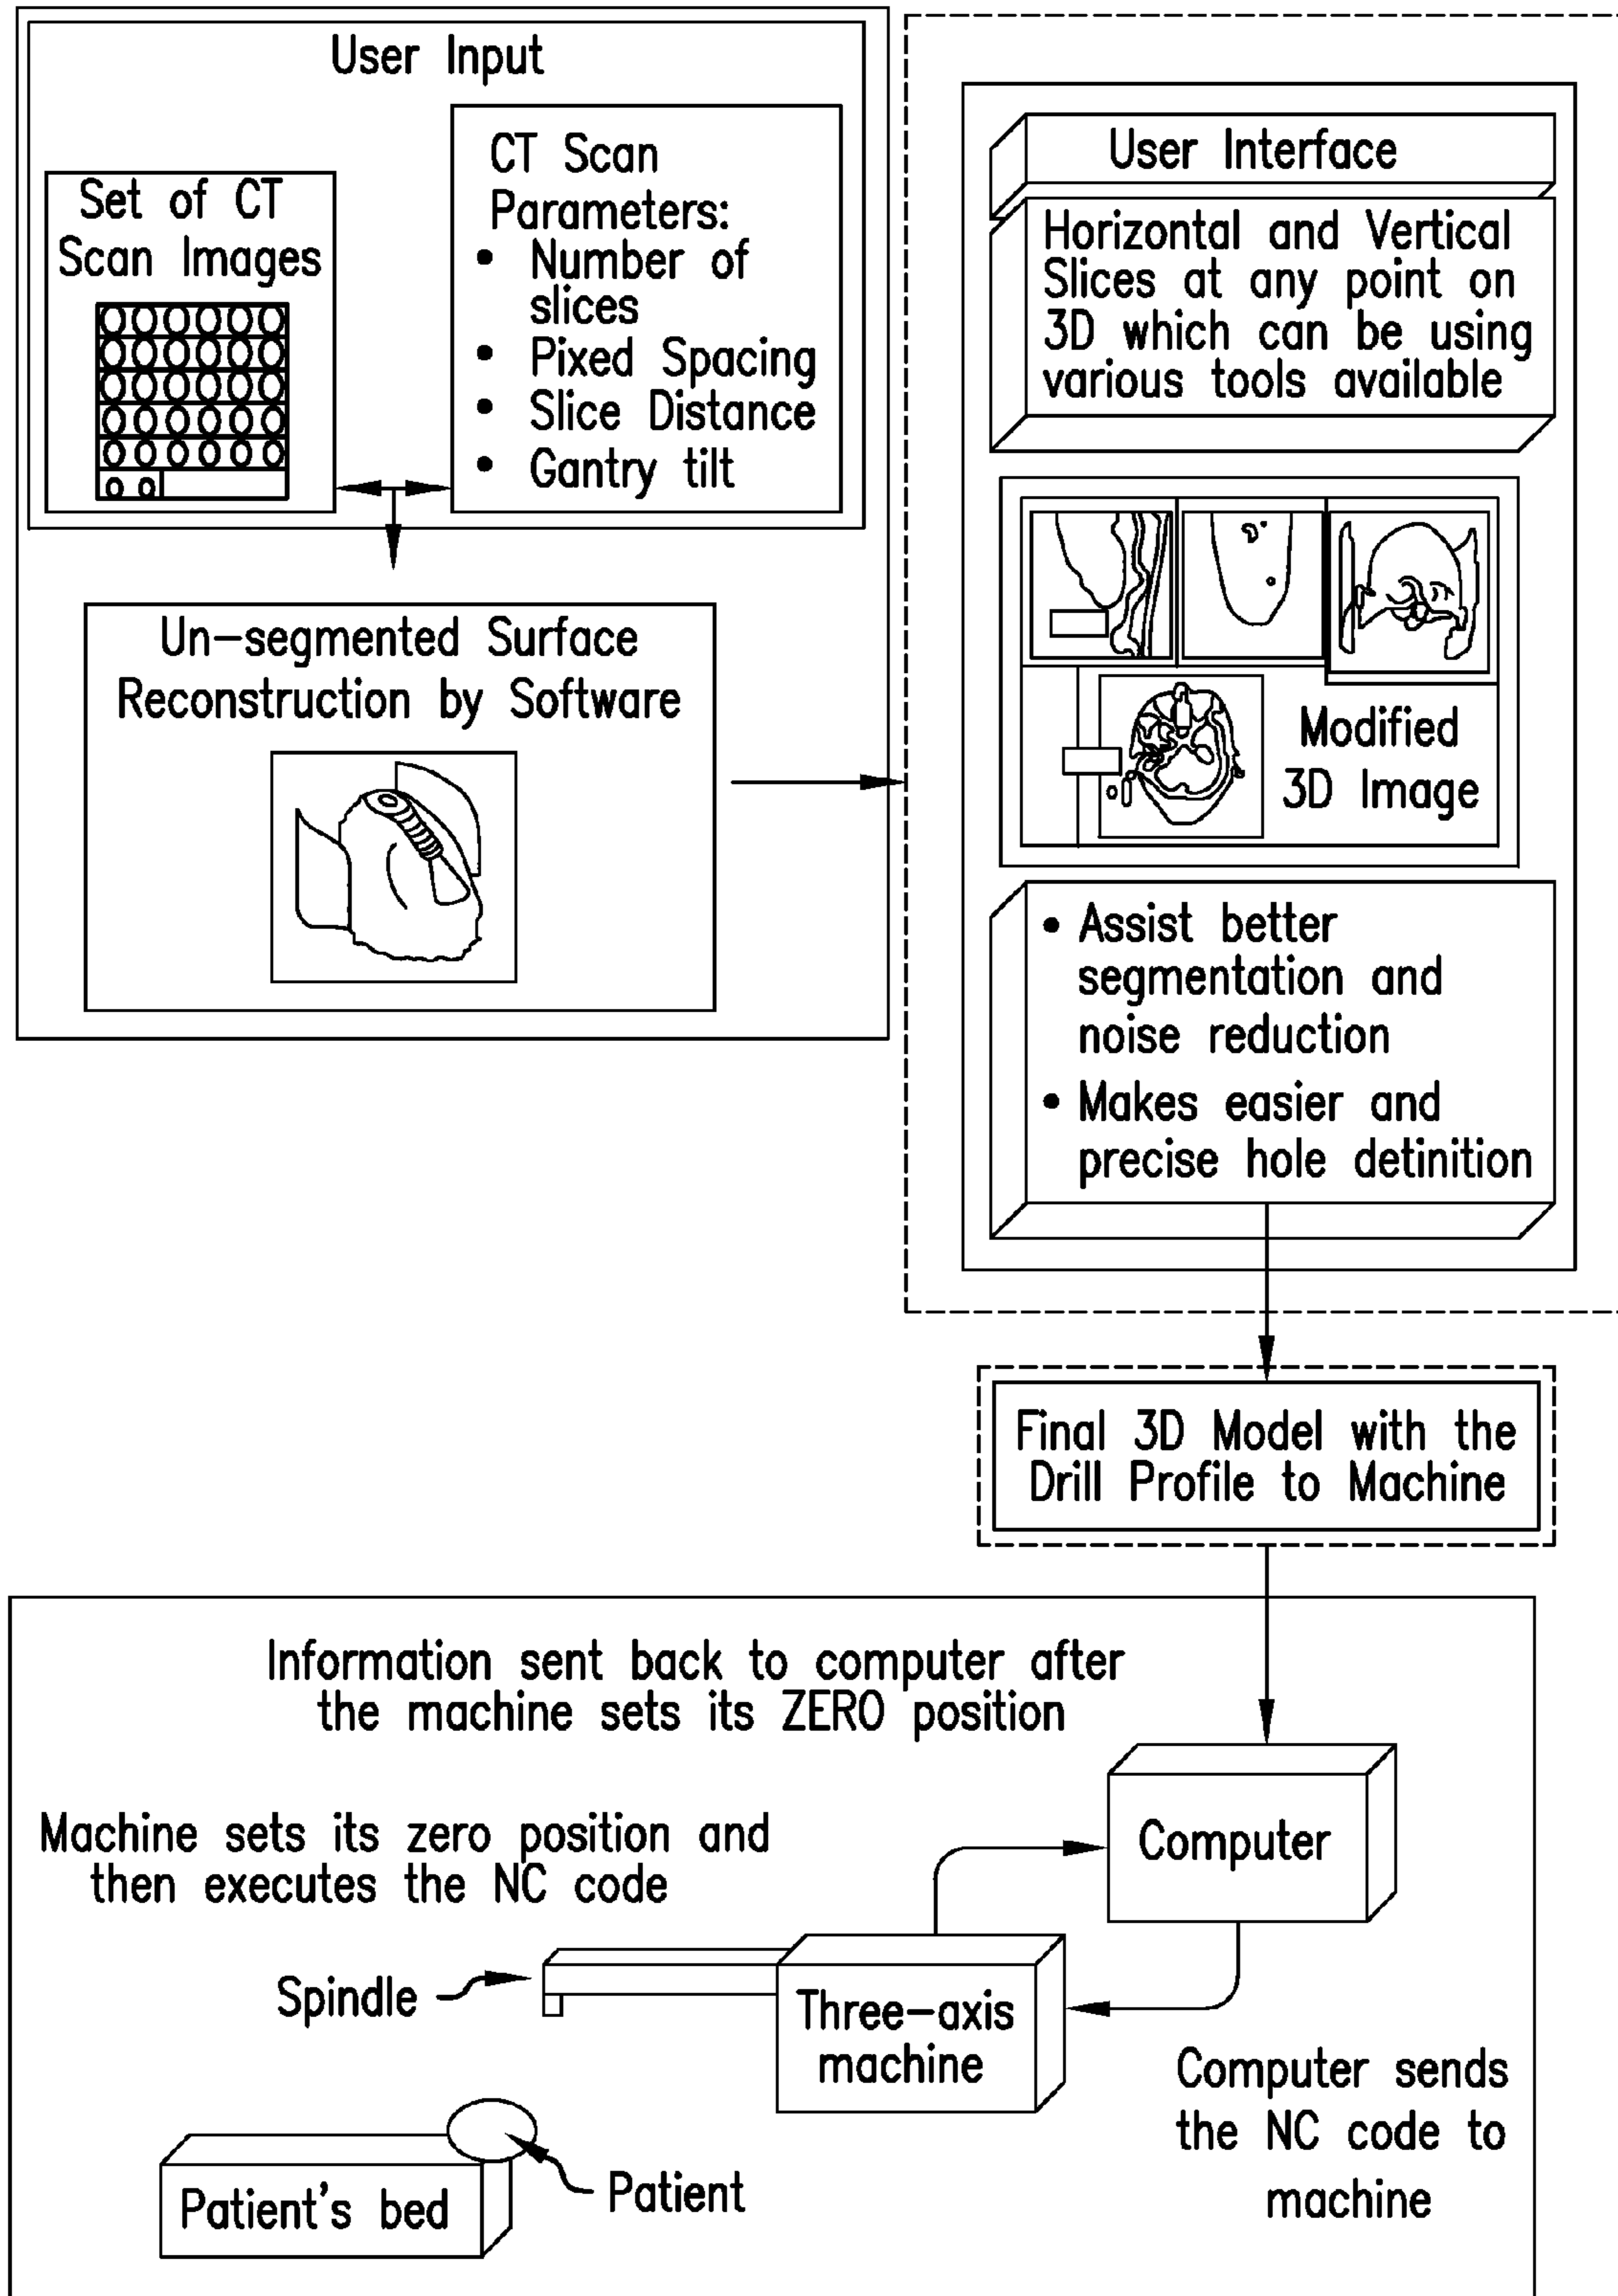 User Input
Set of CT
Scan Images
CT Scan
Parameters:
• Number of
slices
• Pixed Spacing
• Slice Distance
• Gantry tilt
Un-segmented Surface
Reconstruction by Software
User Interface
Horizontal and Vertical
Slices at any point on
3D which can be using
various tools available
Modified
3D Image
• Assist better
segmentation and
noise reduction
• Makes easier and
precise hole detinition
Final 3D Model with the
Drill Profile to Machine
Information sent back to computer after
the machine sets its ZERO position
Machine sets its zero position and
then executes the NC code
Computer
Spindle
Three-axis
machine
Computer sends
the NC code to
machine
Patient
Patient's bed